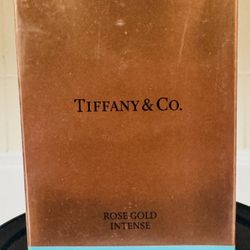 TIFFANY & CO.
ROSE GOLD
INTENSE